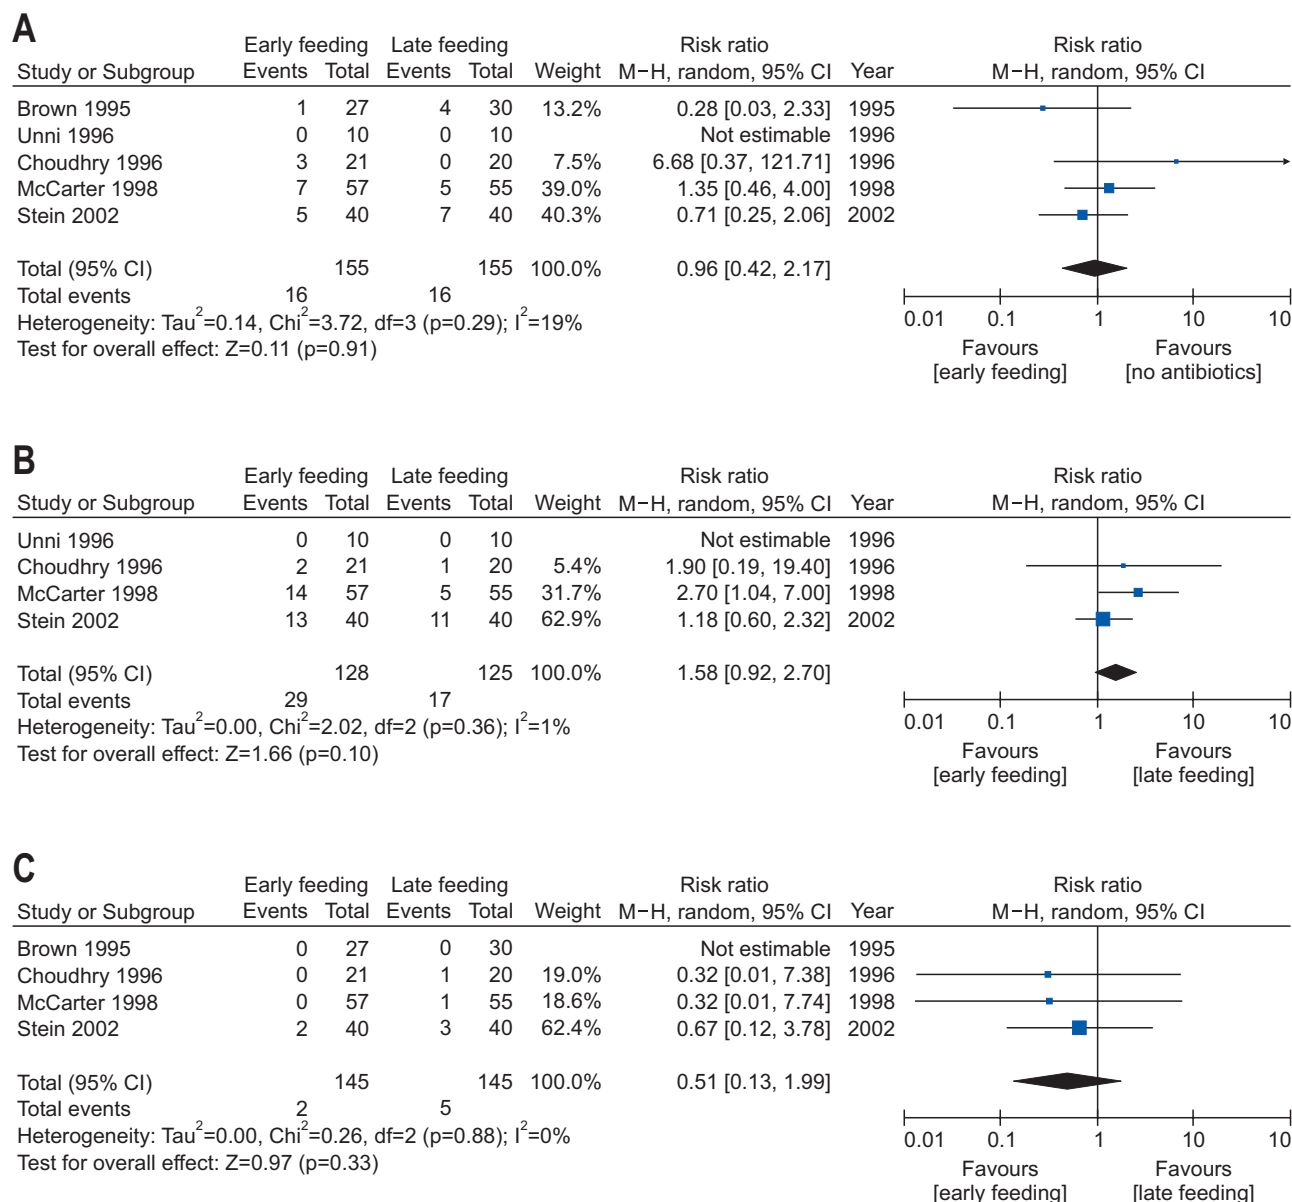 A
Early feeding Late feeding Risk ratio Risk ratio
Study or Subgroup Events Total Events Total Weight M−H, random, 95% CI Year M−H, random, 95% CI
Brown 1995 1 27 4 30 13.2% 0.28 [0.03, 2.33] 1995
Unni 1996 0 10 0 10 Not estimable 1996
Choudhry 1996 3 21 0 20 7.5% 6.68 [0.37, 121.71] 1996
McCarter 1998 7 57 5 55 39.0% 1.35 [0.46, 4.00] 1998
Stein 2002 5 40 7 40 40.3% 0.71 [0.25, 2.06] 2002
Total (95% CI) 155 155 100.0% 0.96 [0.42, 2.17]
Total events 16 16
Heterogeneity: Tau²=0.14, Chi²=3.72, df=3 (p=0.29); I²=19%
Test for overall effect: Z=0.11 (p=0.91)
0.01 0.1 1 10 10
Favours Favours
[early feeding] [no antibiotics]
B
Early feeding Late feeding Risk ratio Risk ratio
Study or Subgroup Events Total Events Total Weight M−H, random, 95% CI Year M−H, random, 95% CI
Unni 1996 0 10 0 10 Not estimable 1996
Choudhry 1996 2 21 1 20 5.4% 1.90 [0.19, 19.40] 1996
McCarter 1998 14 57 5 55 31.7% 2.70 [1.04, 7.00] 1998
Stein 2002 13 40 11 40 62.9% 1.18 [0.60, 2.32] 2002
Total (95% CI) 128 125 100.0% 1.58 [0.92, 2.70]
Total events 29 17
Heterogeneity: Tau²=0.00, Chi²=2.02, df=2 (p=0.36); I²=1%
Test for overall effect: Z=1.66 (p=0.10)
0.01 0.1 1 10 10
Favours Favours
[early feeding] [late feeding]
C
Early feeding Late feeding Risk ratio Risk ratio
Study or Subgroup Events Total Events Total Weight M−H, random, 95% CI Year M−H, random, 95% CI
Brown 1995 0 27 0 30 Not estimable 1995
Choudhry 1996 0 21 1 20 19.0% 0.32 [0.01, 7.38] 1996
McCarter 1998 0 57 1 55 18.6% 0.32 [0.01, 7.74] 1998
Stein 2002 2 40 3 40 62.4% 0.67 [0.12, 3.78] 2002
Total (95% CI) 145 145 100.0% 0.51 [0.13, 1.99]
Total events 2 5
Heterogeneity: Tau²=0.00, Chi²=0.26, df=2 (p=0.88); I²=0%
Test for overall effect: Z=0.97 (p=0.33)
0.01 0.1 1 10 10
Favours Favours
[early feeding] [late feeding]